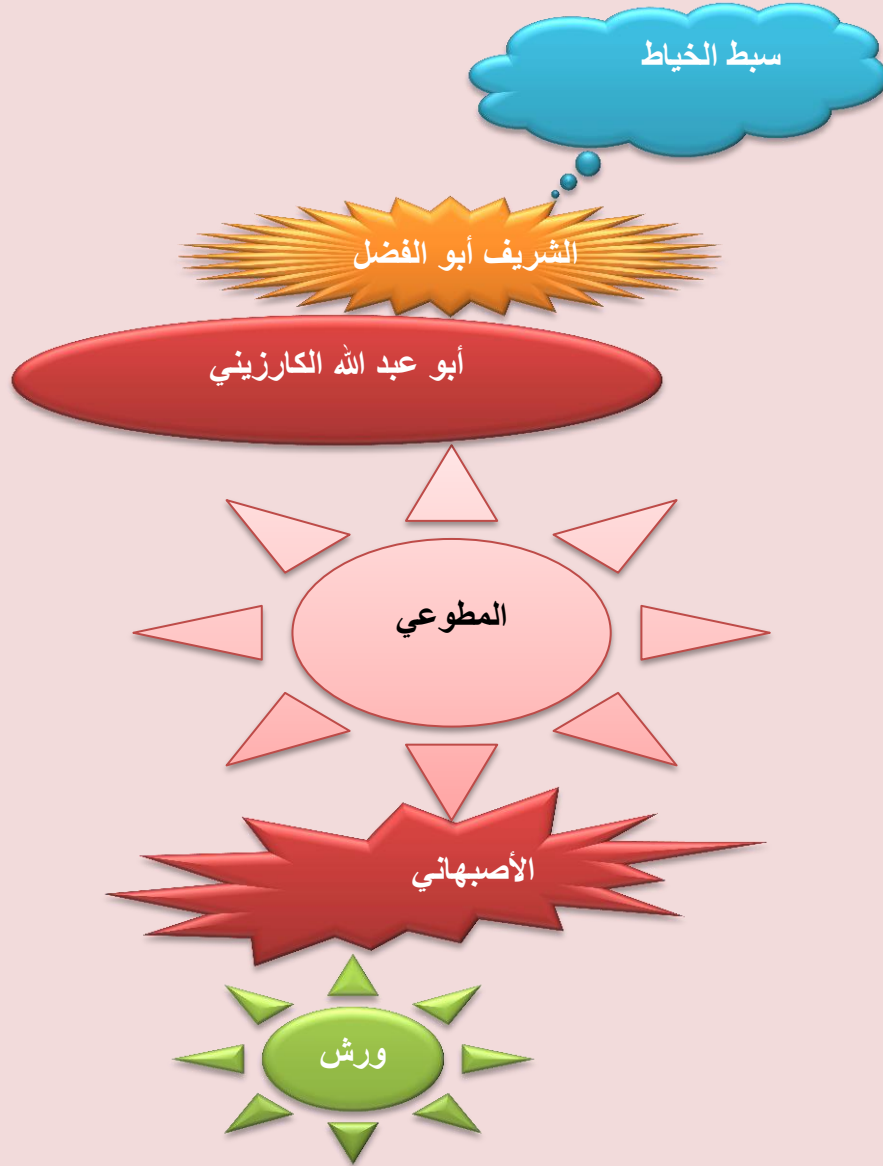 سبط الخياط
الشريف أبو الفضل
أبو عبد الله الكارزيني
المطوعي
الأصبهاني
ورش